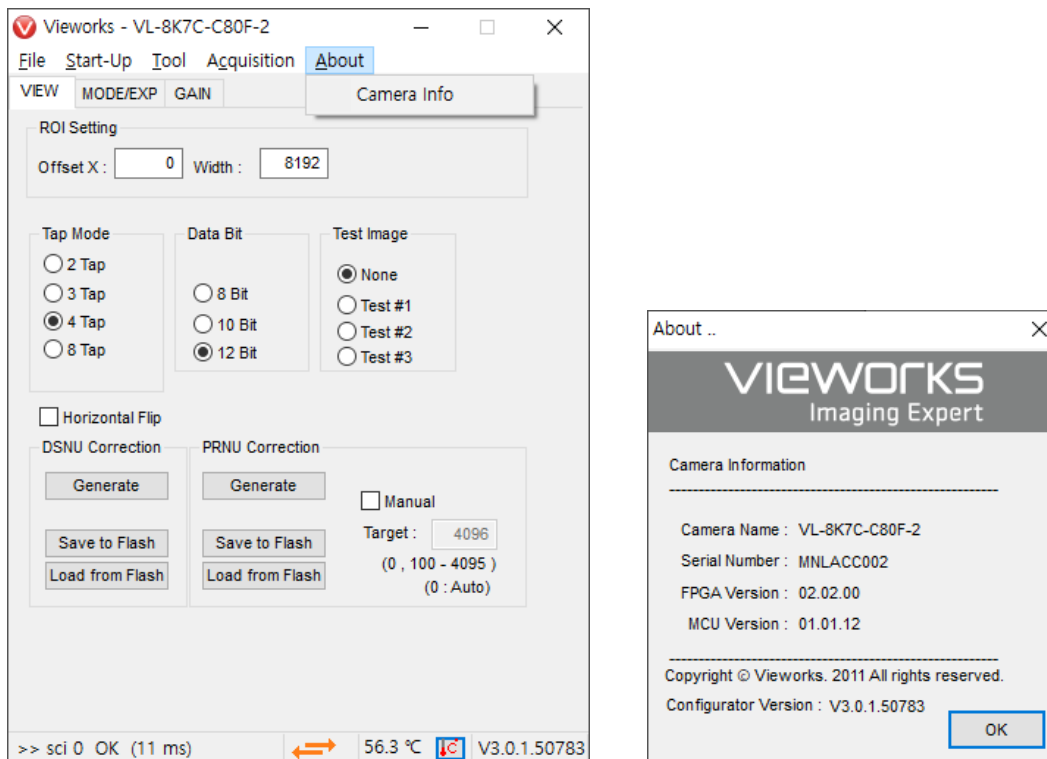 Vieworks - VL-8K7C-C80F-2
File Start-Up Tool Acquisition About
Camera Info
VIEW MODE/EXP GAIN
ROI Setting
Offset X : 0 Width : 8192
Tap Mode
2 Tap
3 Tap
4 Tap
8 Tap
Data Bit
8 Bit
10 Bit
12 Bit
Test Image
None
Test #1
Test #2
Test #3
Horizontal Flip
DSNU Correction
Generate
Save to Flash
Load from Flash
PRNU Correction
Generate
Save to Flash
Load from Flash
Manual
Target : 4096
(0 , 100 - 4095 )
(0 : Auto)
>> sci 0 OK (11 ms) 56.3 ℃ V3.0.1.50783
About ..
VIEWORKS
Imaging Expert
Camera Information
Camera Name : VL-8K7C-C80F-2
Serial Number : MNLACC002
FPGA Version : 02.02.00
MCU Version : 01.01.12
Copyright © Vieworks. 2011 All rights reserved.
Configurator Version : V3.0.1.50783
OK